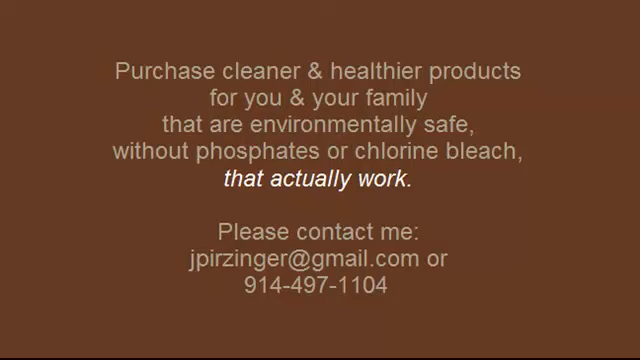 Purchase cleaner & healthier products
for you & your family
that are environmentally safe,
without phosphates or chlorine bleach,
that actually work.
Please contact me:
jpirzinger@gmail.com or
914-497-1104